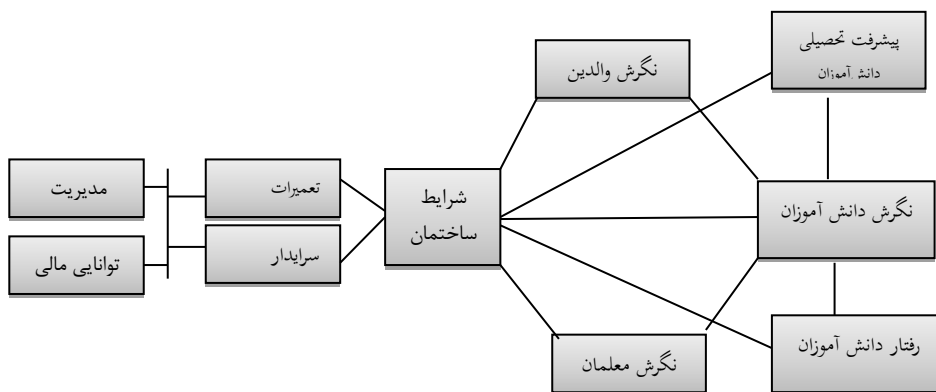 پیشرفت تحصیلی
دانش آموزان
نگرش والدین
تعمیرات
مدیریت
شرایط
ساختمان
نگرش دانش آموزان
سرایدار
توانایی مالی
رفتار دانش آموزان
نگرش معلمان